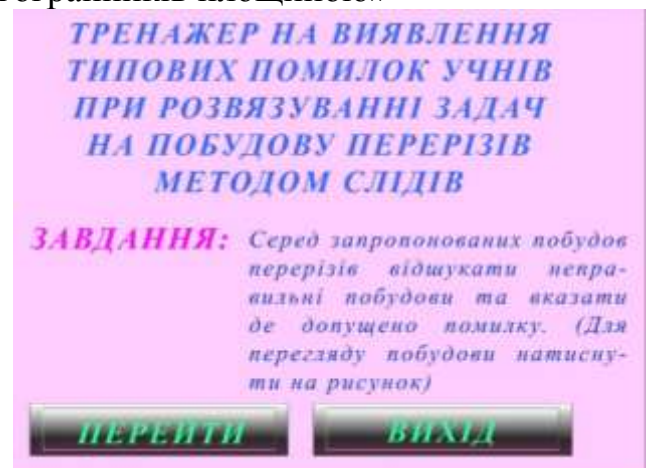 ТРЕНАЖЕР НА ВИЯВЛЕННЯ
ТИПОВИХ ПОМИЛОК УЧНІВ
ПРИ РОЗВЯЗУВАННІ ЗАДАЧ
НА ПОБУДОВУ ПЕРЕРІЗІВ
МЕТОДОМ СЛІДІВ
ЗАВДАННЯ: Серед запропонованих побудов
перерізів відшукати непра-
вильні побудови та вказати
де допущено помилку. (Для
перегляду побудови натисну-
ти на рисунок)
ПЕРЕЙТИ ВИХІД